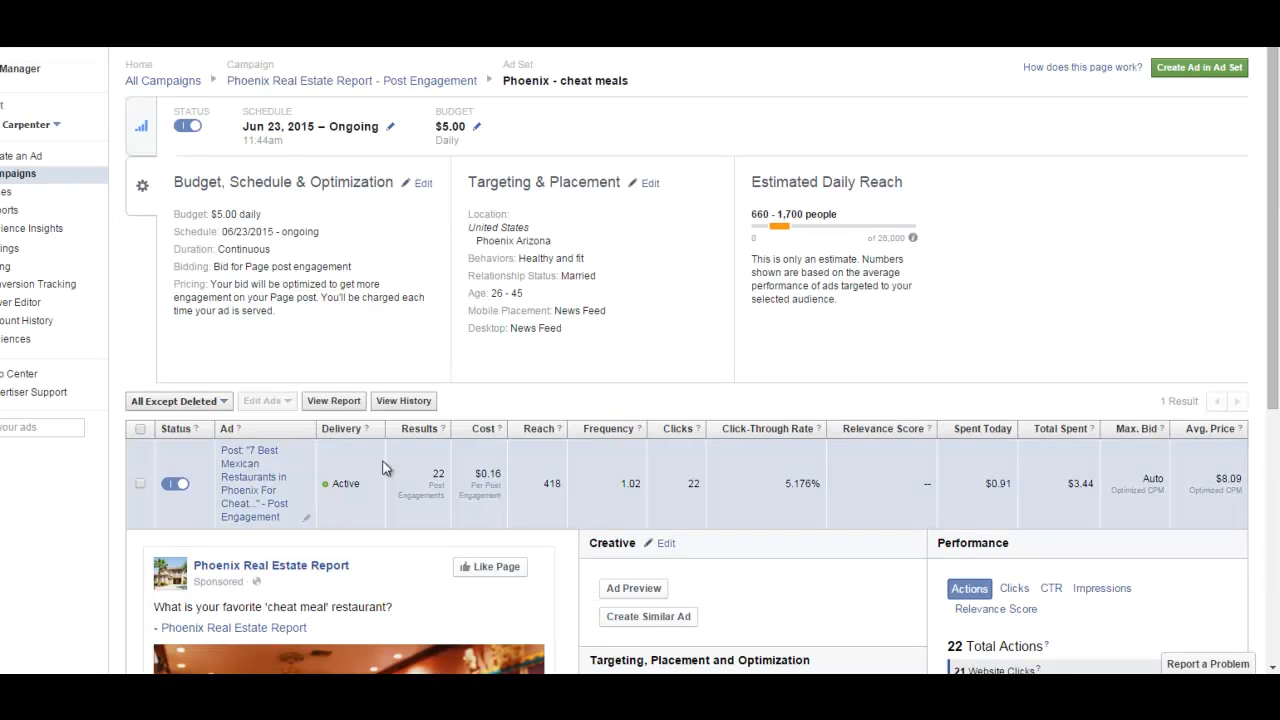 Home
Campaign
Ad Set
All Campaigns
Phoenix Real Estate Report - Post Engagement
Phoenix - cheat meals
How does this page work?
Create Ad in Ad Set
Manager
Carpenter
ate an Ad
mpaigns
es
ports
ience Insights
ings
ng
version Tracking
ver Editor
ount History
iences
p Center
ertiser Support
your ads
STATUS
SCHEDULE
BUDGET
Jun 23, 2015 – Ongoing
$5.00
11:44am
Daily
Budget, Schedule & Optimization
Edit
Budget: $5.00 daily
Schedule: 06/23/2015 - ongoing
Duration: Continuous
Bidding: Bid for Page post engagement
Pricing: Your bid will be optimized to get more
engagement on your Page post. You'll be charged each
time your ad is served.
Targeting & Placement
Edit
Location:
United States
Phoenix Arizona
Behaviors: Healthy and fit
Relationship Status: Married
Age: 26 - 45
Mobile Placement: News Feed
Desktop: News Feed
Estimated Daily Reach
660 - 1,700 people
0
of 26,000
This is only an estimate. Numbers
shown are based on the average
performance of ads targeted to your
selected audience.
All Except Deleted
Edit Ads
View Report
View History
1 Result
Status ?
Ad ?
Delivery ?
Results ?
Cost ?
Reach ?
Frequency ?
Clicks ?
Click-Through Rate ?
Relevance Score ?
Spent Today
Total Spent ?
Max. Bid ?
Avg. Price ?
Post: "7 Best
Mexican
Restaurants in
Phoenix For
Cheat..." - Post
Engagement
Active
22
Post
Engagements
$0.16
Per Post
Engagement
418
1.02
22
5.176%
--
$0.91
$3.44
Auto
Optimized CPM
$8.09
Optimized CPM
Phoenix Real Estate Report
Sponsored ·
Like Page
What is your favorite 'cheat meal' restaurant?
- Phoenix Real Estate Report
Creative
Edit
Ad Preview
Create Similar Ad
Targeting, Placement and Optimization
Performance
Actions
Clicks
CTR
Impressions
Relevance Score
22 Total Actions ?
21 Website Clicks ?
Report a Problem